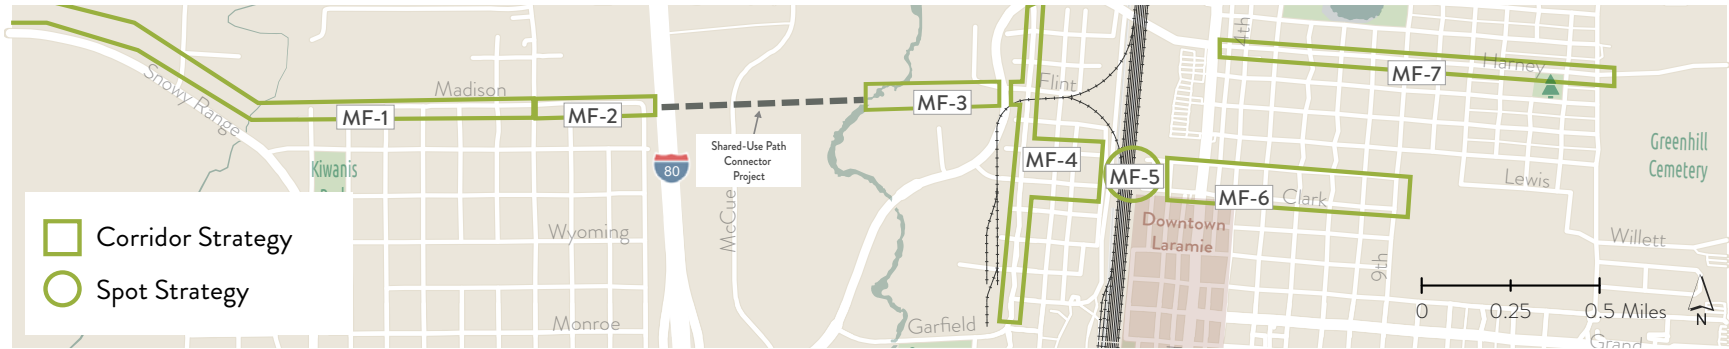 4th
Harney
MF-7
Madison
Flint
Snowy Range
MF-1
MF-2
MF-3
Shared-Use Path
Connector
Project
80
Kiwanis
MF-4
MF-5
MF-6
Clark
Lewis
Greenhill
Cemetery
McCue
Wyoming
Downtown
Laramie
9th
Willett
Corridor Strategy
Spot Strategy
Monroe
Garfield
0
0.25
0.5 Miles
N
Grand